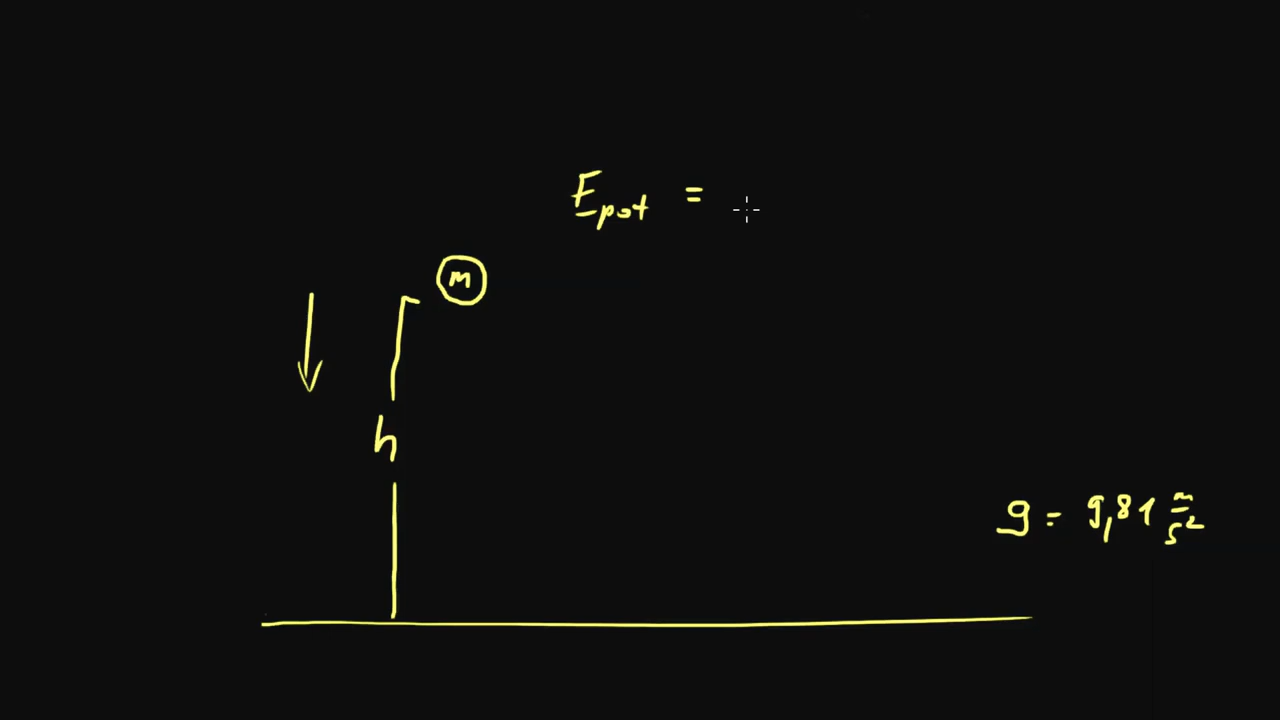 E_pot =
m
h
g = 9,81 m/s²